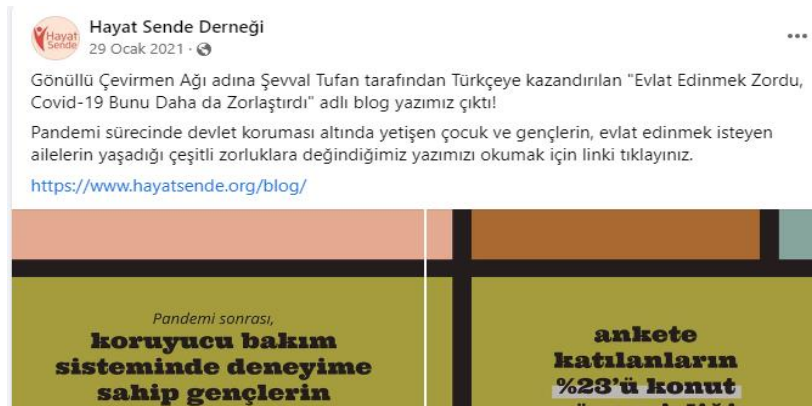 Hayat Sende Derneği
29 Ocak 2021 ·
Hayat
Sende
Gönüllü Çevirmen Ağı adına Şevval Tufan tarafından Türkçeye kazandırılan "Evlat Edinmek Zordu,
Covid-19 Bunu Daha da Zorlaştırdı" adlı blog yazımız çıktı!
Pandemi sürecinde devlet koruması altında yetişen çocuk ve gençlerin, evlat edinmek isteyen
ailelerin yaşadığı çeşitli zorluklara değindiğimiz yazımızı okumak için linki tıklayınız.
https://www.hayatsende.org/blog/
Pandemi sonrası,
koruyucu bakım
sisteminde deneyime
sahip gençlerin
ankete
katılanların
%23'ü konut